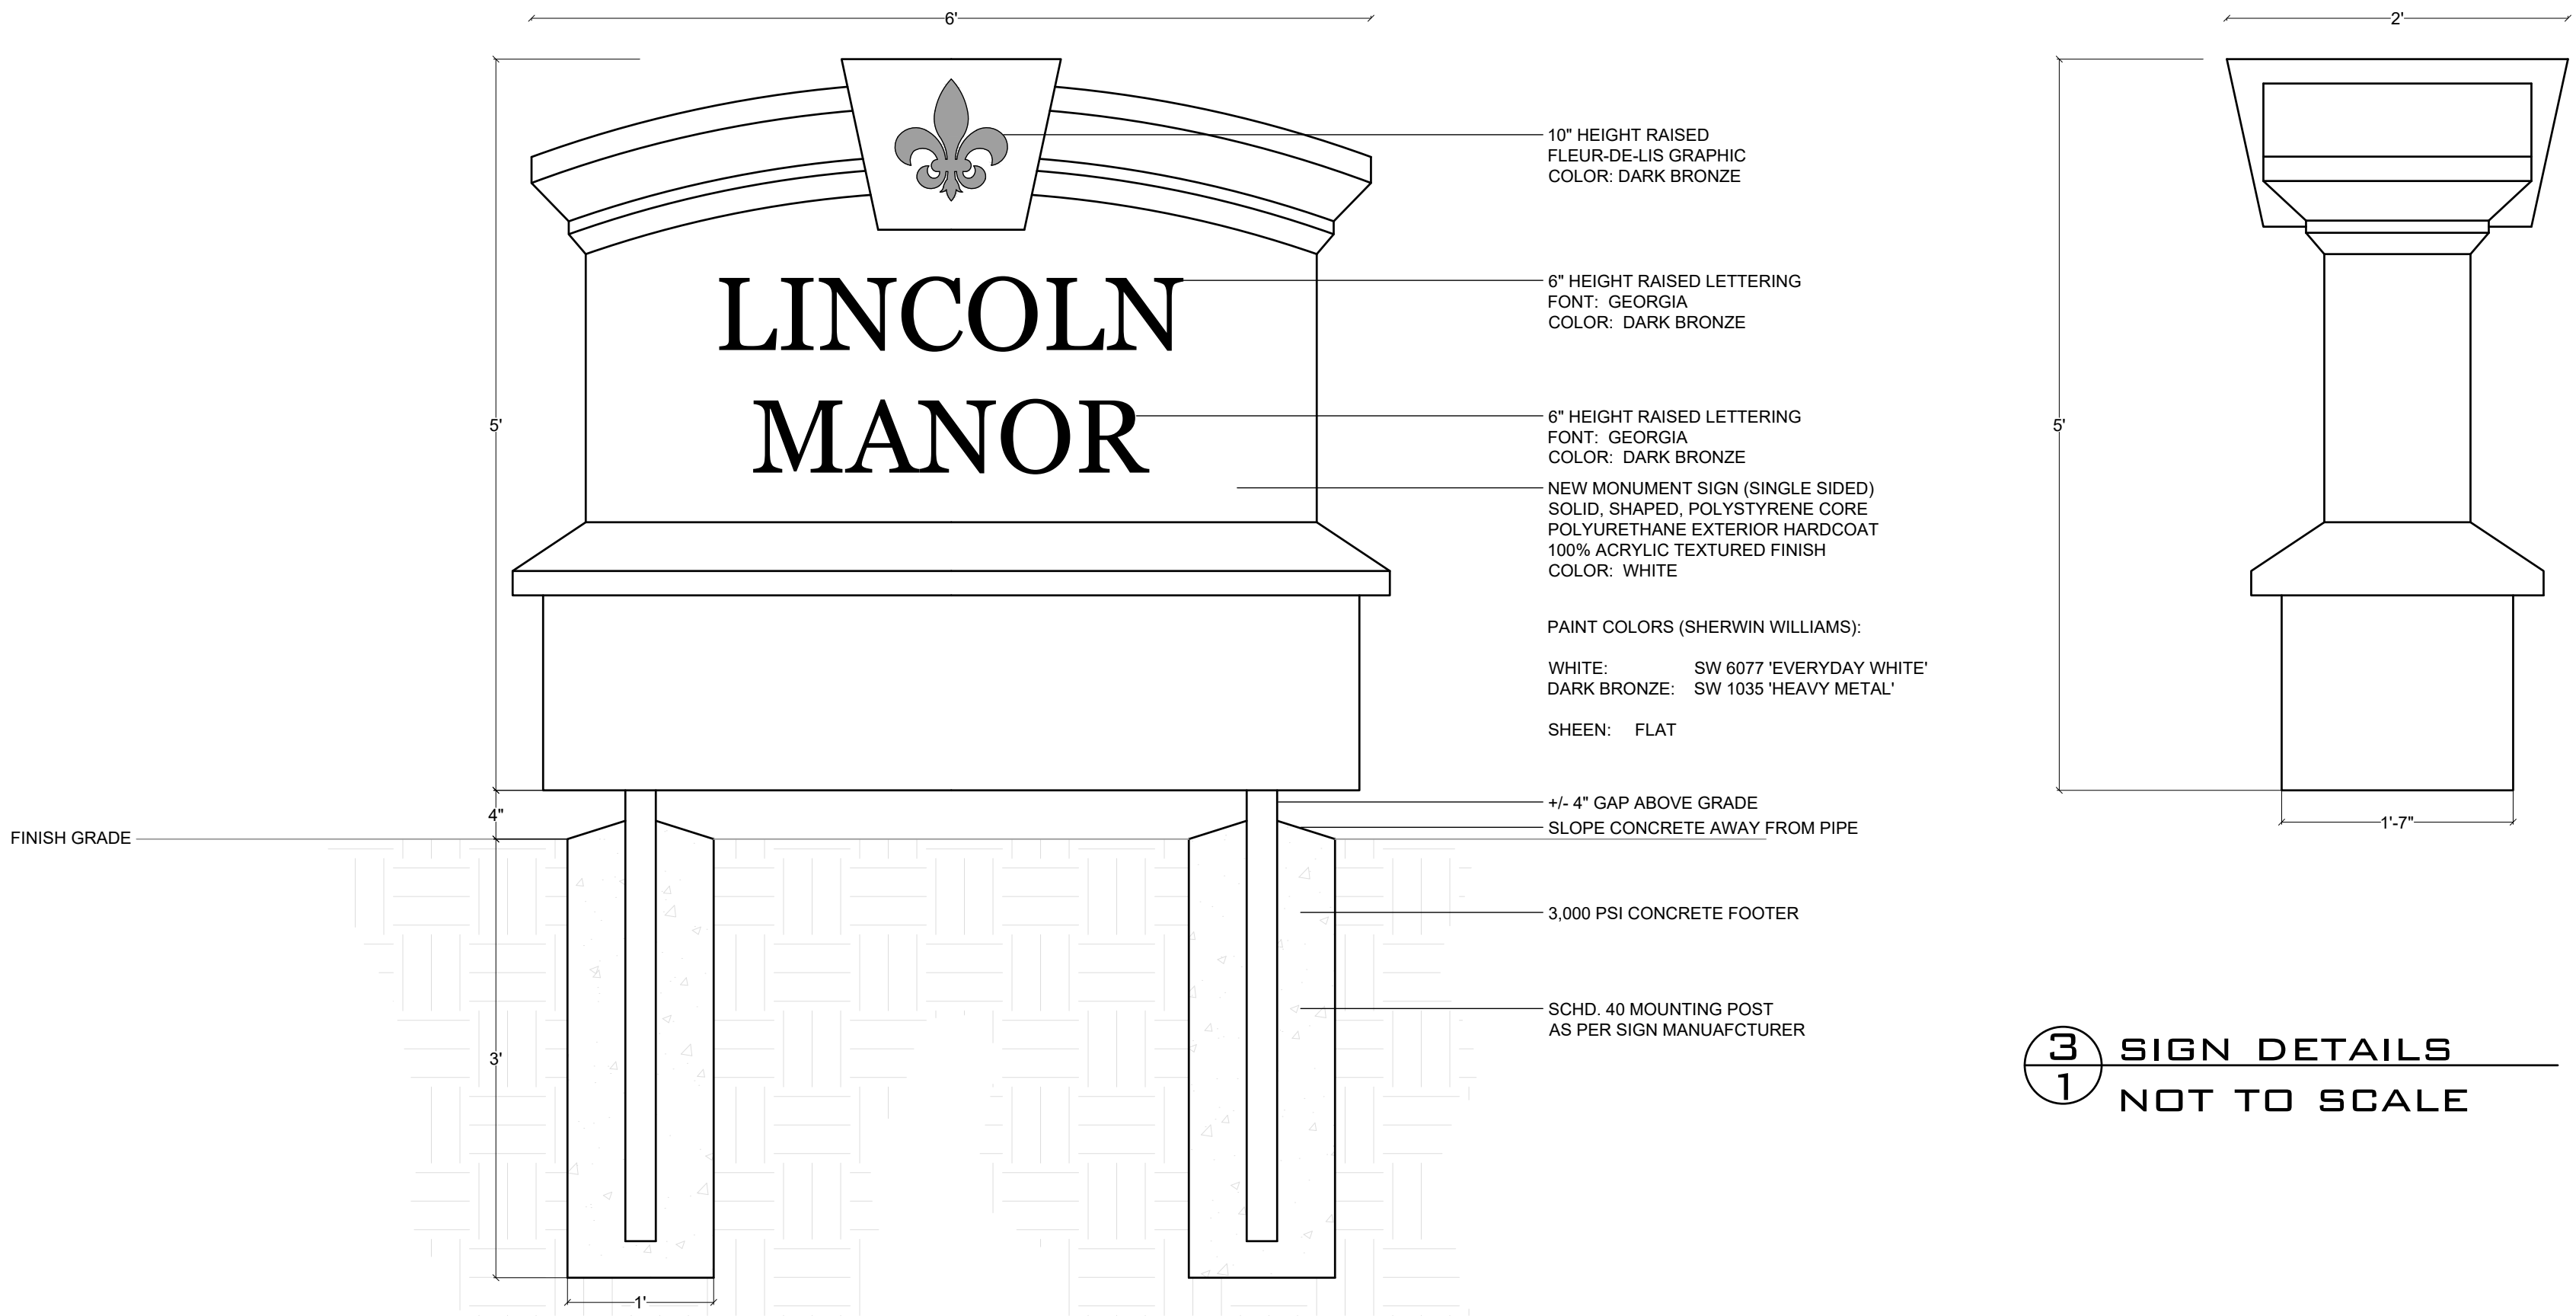 6'
2'
10" HEIGHT RAISED
FLEUR-DE-LIS GRAPHIC
COLOR: DARK BRONZE
LINCOLN
MANOR
6" HEIGHT RAISED LETTERING
FONT: GEORGIA
COLOR: DARK BRONZE
6" HEIGHT RAISED LETTERING
FONT: GEORGIA
COLOR: DARK BRONZE
5'
5'
NEW MONUMENT SIGN (SINGLE SIDED)
SOLID, SHAPED, POLYSTYRENE CORE
POLYURETHANE EXTERIOR HARDCOAT
100% ACRYLIC TEXTURED FINISH
COLOR: WHITE
PAINT COLORS (SHERWIN WILLIAMS):
WHITE: SW 6077 'EVERYDAY WHITE'
DARK BRONZE: SW 1035 'HEAVY METAL'
SHEEN: FLAT
4"
+/- 4" GAP ABOVE GRADE
SLOPE CONCRETE AWAY FROM PIPE
1'-7"
FINISH GRADE
3,000 PSI CONCRETE FOOTER
SCHD. 40 MOUNTING POST
AS PER SIGN MANUAFCTURER
3'
1'
3 SIGN DETAILS
1 NOT TO SCALE